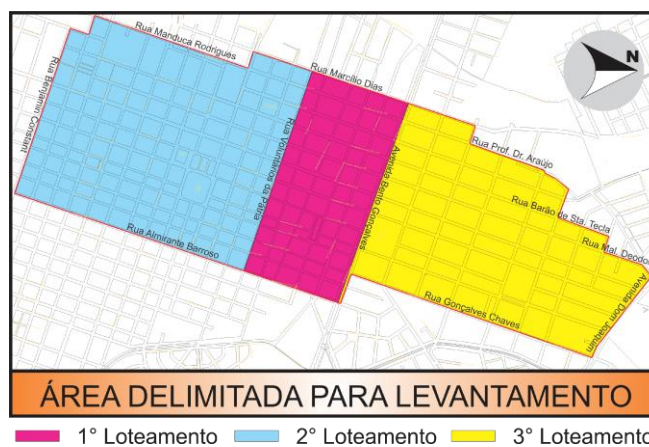 Rua Manduca Rodrigues
Rua Marcílio Dias
N
Rua Benjamin Constant
Rua Voluntários da Pátria
Avenida Bento Gonçalves
Rua Prof. Dr. Araújo
Rua Barão de Sta. Tecla
Rua Mal. Deodor
Rua Almirante Barroso
Rua Gonçalves Chaves
Avenida Dom Joaquim
ÁREA DELIMITADA PARA LEVANTAMENTO
1° Loteamento 2° Loteamento 3° Loteamento